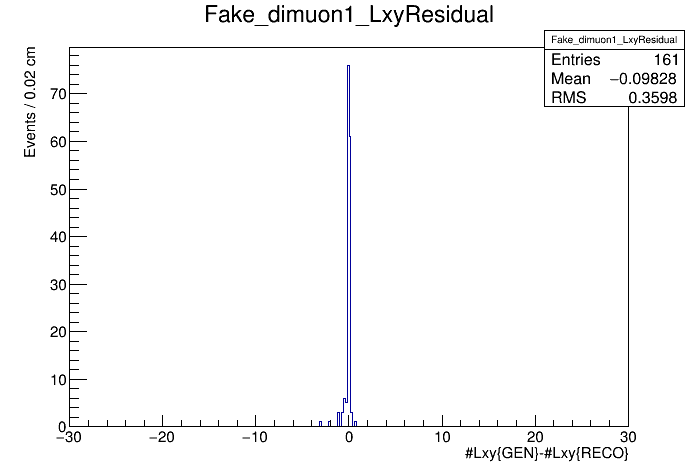 Fake_dimuon1_LxyResidual
Fake_dimuon1_LxyResidual
Entries 161
Mean −0.09828
RMS 0.3598
Events / 0.02 cm
70
60
50
40
30
20
10
0
−30 −20 −10 0 10 20 30
#Lxy{GEN}-#Lxy{RECO}